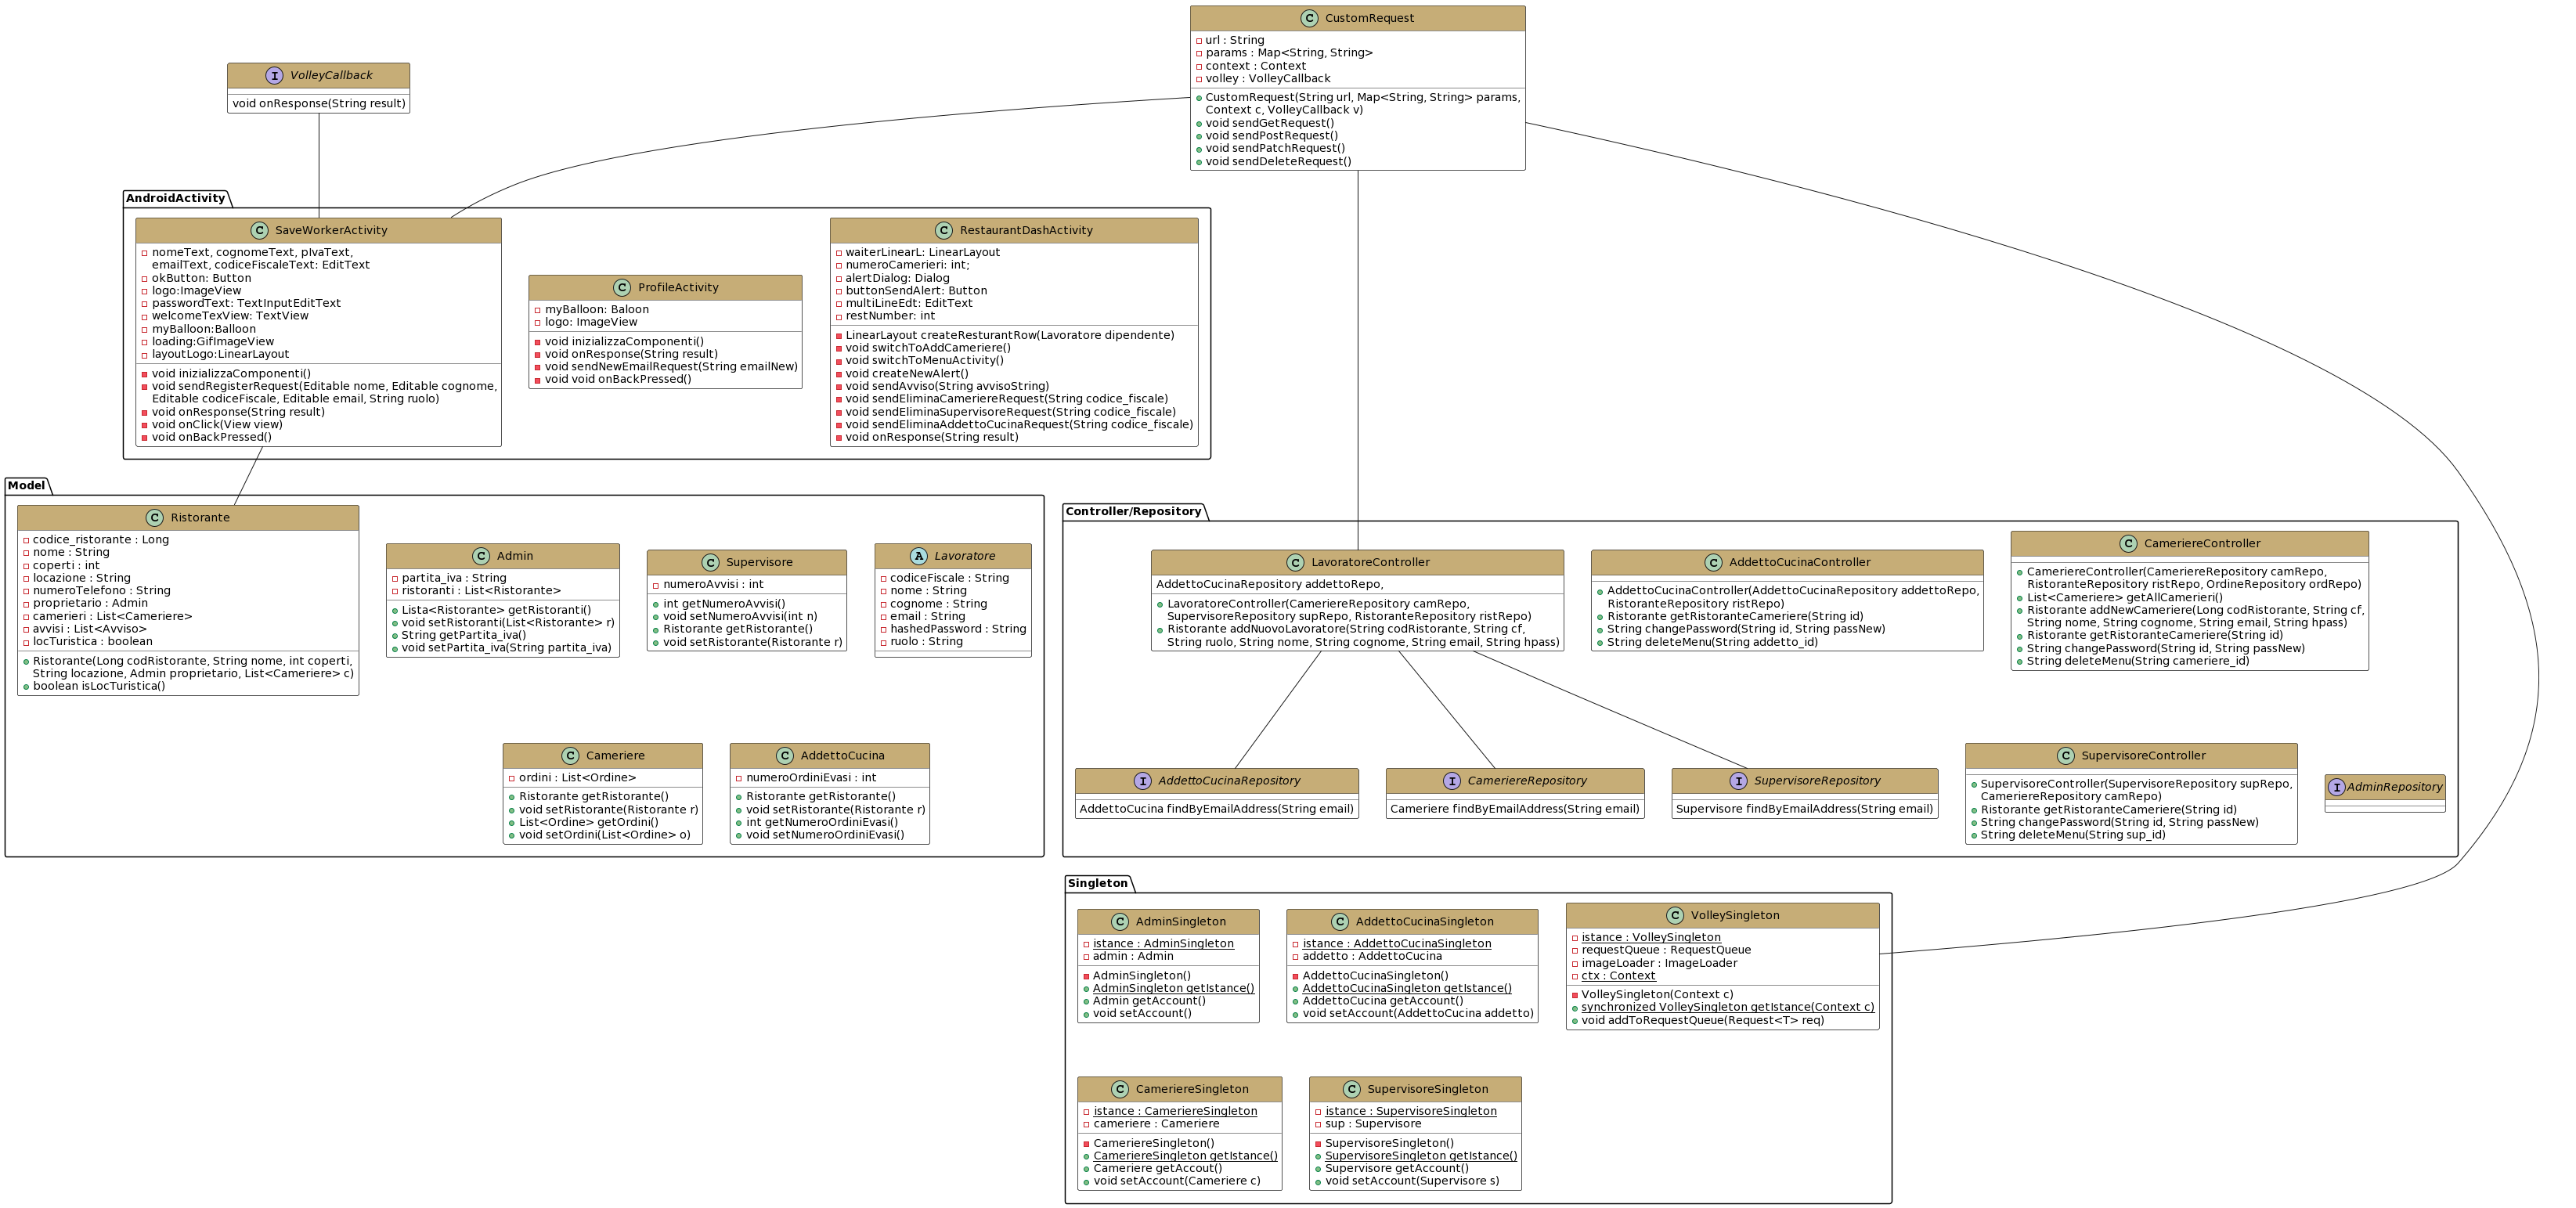 CustomRequest
url : String
params : Map<String, String>
context : Context
volley : VolleyCallback
CustomRequest(String url, Map<String, String> params,
Context c, VolleyCallback v)
void sendGetRequest()
void sendPostRequest()
void sendPatchRequest()
void sendDeleteRequest()
VolleyCallback
void onResponse(String result)
AndroidActivity
SaveWorkerActivity
nomeText, cognomeText, pIvaText,
emailText, codiceFiscaleText: EditText
okButton: Button
logo:ImageView
passwordText: TextInputEditText
welcomeTexView: TextView
myBalloon:Balloon
loading:GifImageView
layoutLogo:LinearLayout
void inizializzaComponenti()
void sendRegisterRequest(Editable nome, Editable cognome,
Editable codiceFiscale, Editable email, String ruolo)
void onResponse(String result)
void onClick(View view)
void onBackPressed()
ProfileActivity
myBalloon: Baloon
logo: ImageView
void inizializzaComponenti()
void onResponse(String result)
void sendNewEmailRequest(String emailNew)
void void onBackPressed()
RestaurantDashActivity
waiterLinearL: LinearLayout
numeroCamerieri: int;
alertDialog: Dialog
buttonSendAlert: Button
multiLineEdt: EditText
restNumber: int
LinearLayout createResturantRow(Lavoratore dipendente)
void switchToAddCameriere()
void switchToMenuActivity()
void createNewAlert()
void sendAvviso(String avvisoString)
void sendEliminaCameriereRequest(String codice_fiscale)
void sendEliminaSupervisoreRequest(String codice_fiscale)
void sendEliminaAddettoCucinaRequest(String codice_fiscale)
void onResponse(String result)
Model
Ristorante
codice_ristorante : Long
nome : String
coperti : int
locazione : String
numeroTelefono : String
proprietario : Admin
camerieri : List<Cameriere>
avvisi : List<Avviso>
locTuristica : boolean
Ristorante(Long codRistorante, String nome, int coperti,
String locazione, Admin proprietario, List<Cameriere> c)
boolean isLocTuristica()
Admin
partita_iva : String
ristoranti : List<Ristorante>
Lista<Ristorante> getRistoranti()
void setRistoranti(List<Ristorante> r)
String getPartita_iva()
void setPartita_iva(String partita_iva)
Supervisore
numeroAvvisi : int
int getNumeroAvvisi()
void setNumeroAvvisi(int n)
Ristorante getRistorante()
void setRistorante(Ristorante r)
Lavoratore
codiceFiscale : String
nome : String
cognome : String
email : String
hashedPassword : String
ruolo : String
Cameriere
ordini : List<Ordine>
Ristorante getRistorante()
void setRistorante(Ristorante r)
List<Ordine> getOrdini()
void setOrdini(List<Ordine> o)
AddettoCucina
numeroOrdiniEvasi : int
Ristorante getRistorante()
void setRistorante(Ristorante r)
int getNumeroOrdiniEvasi()
void setNumeroOrdiniEvasi()
Controller/Repository
LavoratoreController
AddettoCucinaRepository addettoRepo,
LavoratoreController(CameriereRepository camRepo,
SupervisoreRepository supRepo, RistoranteRepository ristRepo)
Ristorante addNuovoLavoratore(String codRistorante, String cf,
String ruolo, String nome, String cognome, String email, String hpass)
AddettoCucinaController
AddettoCucinaController(AddettoCucinaRepository addettoRepo,
RistoranteRepository ristRepo)
Ristorante getRistoranteCameriere(String id)
String changePassword(String id, String passNew)
String deleteMenu(String addetto_id)
CameriereController
CameriereController(CameriereRepository camRepo,
RistoranteRepository ristRepo, OrdineRepository ordRepo)
List<Cameriere> getAllCamerieri()
Ristorante addNewCameriere(Long codRistorante, String cf,
String nome, String cognome, String email, String hpass)
Ristorante getRistoranteCameriere(String id)
String changePassword(String id, String passNew)
String deleteMenu(String cameriere_id)
AddettoCucinaRepository
AddettoCucina findByEmailAddress(String email)
CameriereRepository
Cameriere findByEmailAddress(String email)
SupervisoreRepository
Supervisore findByEmailAddress(String email)
SupervisoreController
SupervisoreController(SupervisoreRepository supRepo,
CameriereRepository camRepo)
Ristorante getRistoranteCameriere(String id)
String changePassword(String id, String passNew)
String deleteMenu(String sup_id)
AdminRepository
Singleton
AdminSingleton
istance : AdminSingleton
admin : Admin
AdminSingleton()
AdminSingleton getIstance()
Admin getAccount()
void setAccount()
AddettoCucinaSingleton
istance : AddettoCucinaSingleton
addetto : AddettoCucina
AddettoCucinaSingleton()
AddettoCucinaSingleton getIstance()
AddettoCucina getAccount()
void setAccount(AddettoCucina addetto)
VolleySingleton
istance : VolleySingleton
requestQueue : RequestQueue
imageLoader : ImageLoader
ctx : Context
VolleySingleton(Context c)
synchronized VolleySingleton getIstance(Context c)
void addToRequestQueue(Request<T> req)
CameriereSingleton
istance : CameriereSingleton
cameriere : Cameriere
CameriereSingleton()
CameriereSingleton getIstance()
Cameriere getAccout()
void setAccount(Cameriere c)
SupervisoreSingleton
istance : SupervisoreSingleton
sup : Supervisore
SupervisoreSingleton()
SupervisoreSingleton getIstance()
Supervisore getAccount()
void setAccount(Supervisore s)